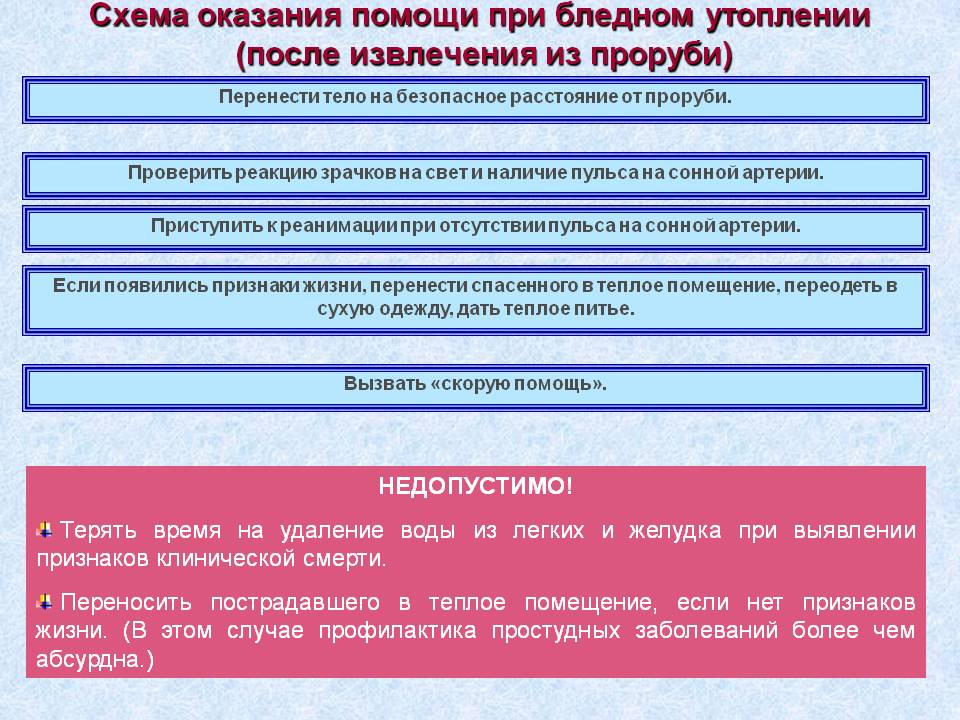 Схема оказания помощи при бледном утоплении
(после извлечения из проруби)
Перенести тело на безопасное расстояние от проруби.
Проверить реакцию зрачков на свет и наличие пульса на сонной артерии.
Приступить к реанимации при отсутствии пульса на сонной артерии.
Если появились признаки жизни, перенести спасенного в теплое помещение, переодеть в
сухую одежду, дать теплое питье.
Вызвать «скорую помощь».
НЕДОПУСТИМО!
Терять время на удаление воды из легких и желудка при выявлении
признаков клинической смерти.
Переносить пострадавшего в теплое помещение, если нет признаков
жизни. (В этом случае профилактика простудных заболеваний более чем
абсурдна.)